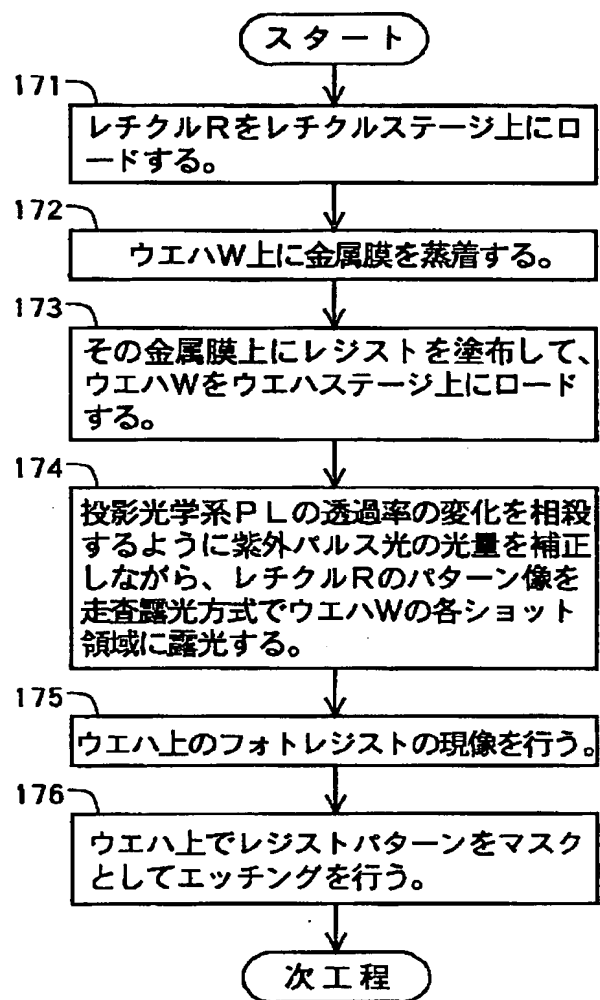 スタート
171
レチクルRをレチクルステージ上にロ
ードする。
172
ウエハW上に金属膜を蒸着する。
173
その金属膜上にレジストを塗布して、
ウエハWをウエハステージ上にロード
する。
174
投影光学系PLの透過率の変化を相殺
するように紫外パルス光の光量を補正
しながら、レチクルRのパターン像を
走査露光方式でウエハWの各ショット
領域に露光する。
175
ウエハ上のフォトレジストの現像を行う。
176
ウエハ上でレジストパターンをマスク
としてエッチングを行う。
次工程